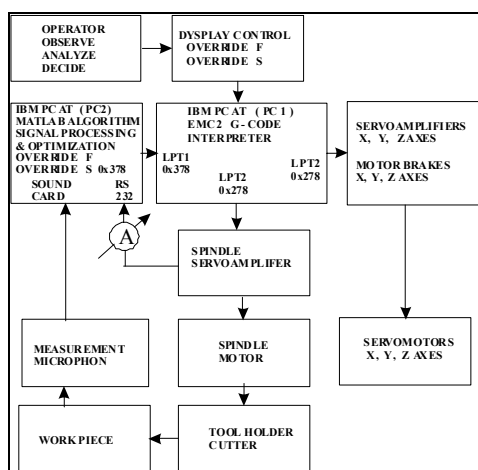 OPERATOR
OBSERVE
ANALYZE
DECIDE
DYSPLAY CONTROL
OVERRIDE F
OVERRIDE S
IBM PC AT (PC2)
MATLAB ALGORITHM
SIGNAL PROCESSING
& OPTIMIZATION
OVERRIDE F
OVERRIDE S 0x378
SOUND RS
CARD 232
IBM PC AT (PC1)
EMC2 G-CODE
INTERPRETER
LPT1
0x378
LPT2
0x278
LPT2
0x278
SERVOAMPLIFIERS
X, Y, Z AXES
MOTOR BRAKES
X, Y, Z AXES
A
SPINDLE
SERVOAMPLIFER
MEASUREMENT
MICROPHON
SPINDLE
MOTOR
SERVOMOTORS
X, Y, Z AXES
WORKPIECE
TOOL HOLDER
CUTTER